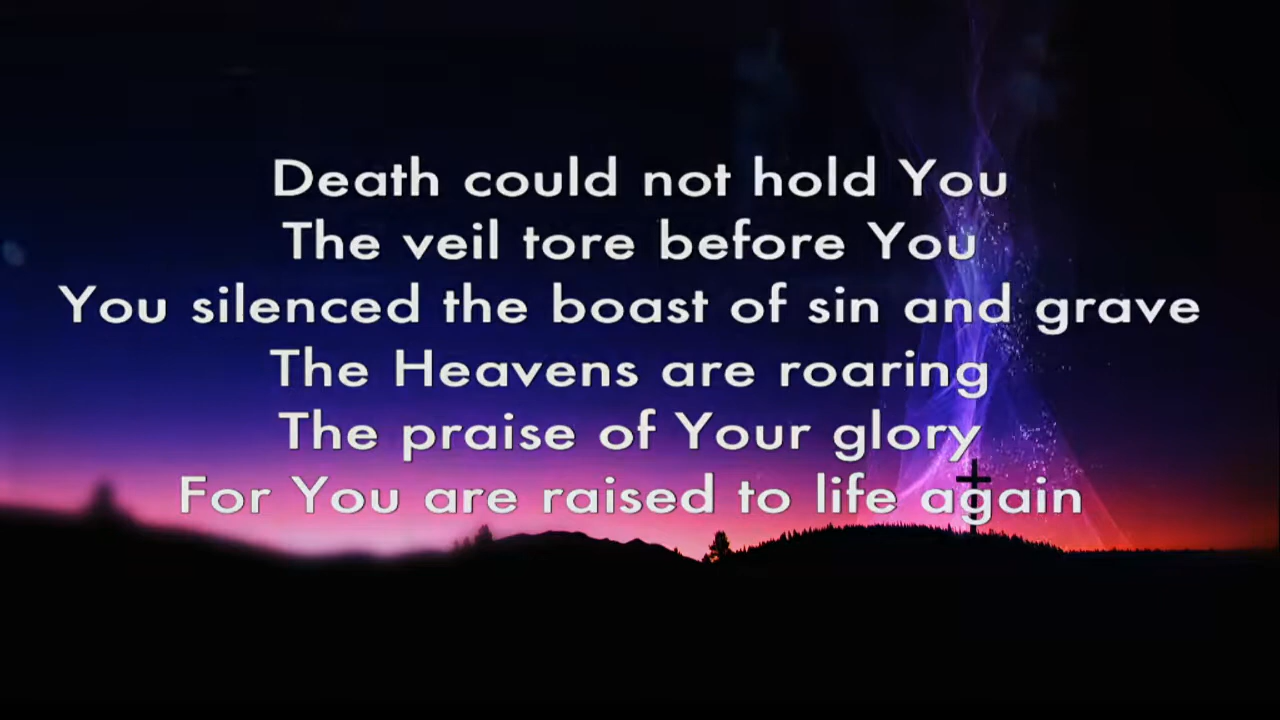 Death could not hold You
The veil tore before You
You silenced the boast of sin and grave
The Heavens are roaring
The praise of Your glory
For You are raised to life again